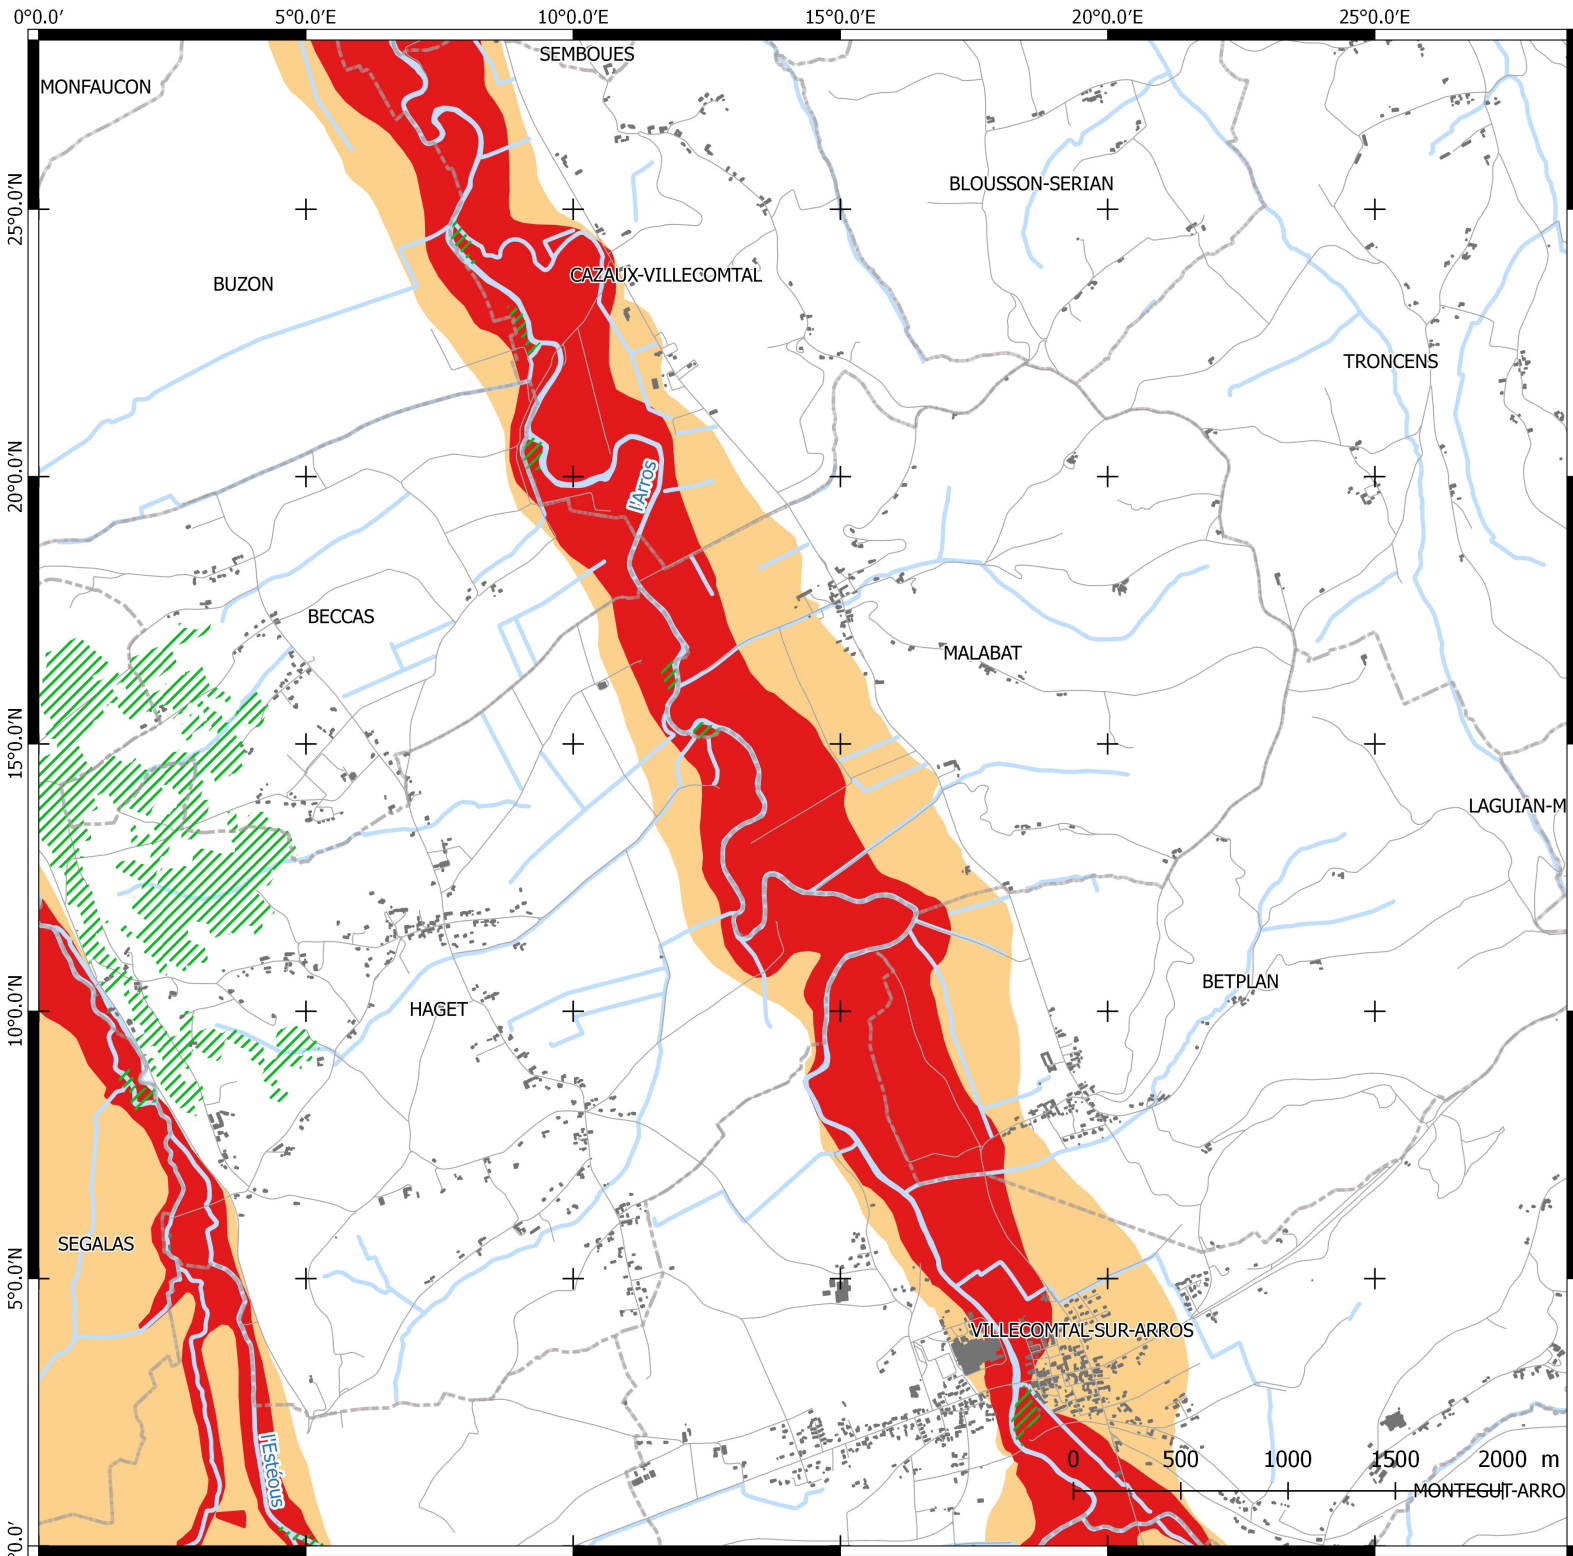 0°0.0′ 5°0.0′E 10°0.0′E 15°0.0′E 20°0.0′E 25°0.0′E
SEMBOUES
MONFAUCON
BLOUSSON-SERIAN
25°0.0′N
CAZAUX-VILLECOMTAL
BUZON
TRONCENS
20°0.0′N
l'Arros
BECCAS
MALABAT
15°0.0′N
LAGUIAN-M
BETPLAN
10°0.0′N
HAGET
SEGALAS
5°0.0′N
VILLECOMTAL-SUR-ARROS
l'Estéous
0 500 1000 1500 2000 m
MONTEGUT-ARRO
°0.0′